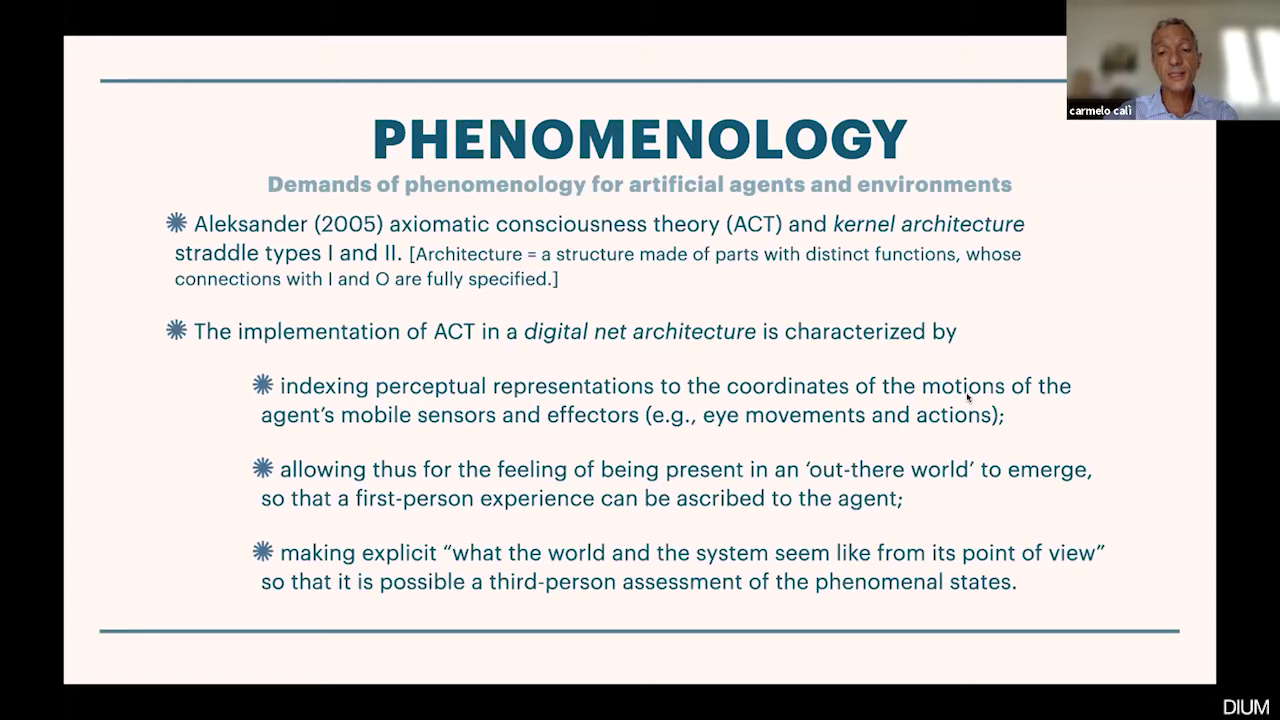 carmelo calì
PHENOMENOLOGY
Demands of phenomenology for artificial agents and environments
Aleksander (2005) axiomatic consciousness theory (ACT) and kernel architecture
straddle types I and II. [Architecture = a structure made of parts with distinct functions, whose
connections with I and O are fully specified.]
The implementation of ACT in a digital net architecture is characterized by
indexing perceptual representations to the coordinates of the motions of the
agent's mobile sensors and effectors (e.g., eye movements and actions);
allowing thus for the feeling of being present in an ‘out-there world’ to emerge,
so that a first-person experience can be ascribed to the agent;
making explicit “what the world and the system seem like from its point of view”
so that it is possible a third-person assessment of the phenomenal states.
DIUM